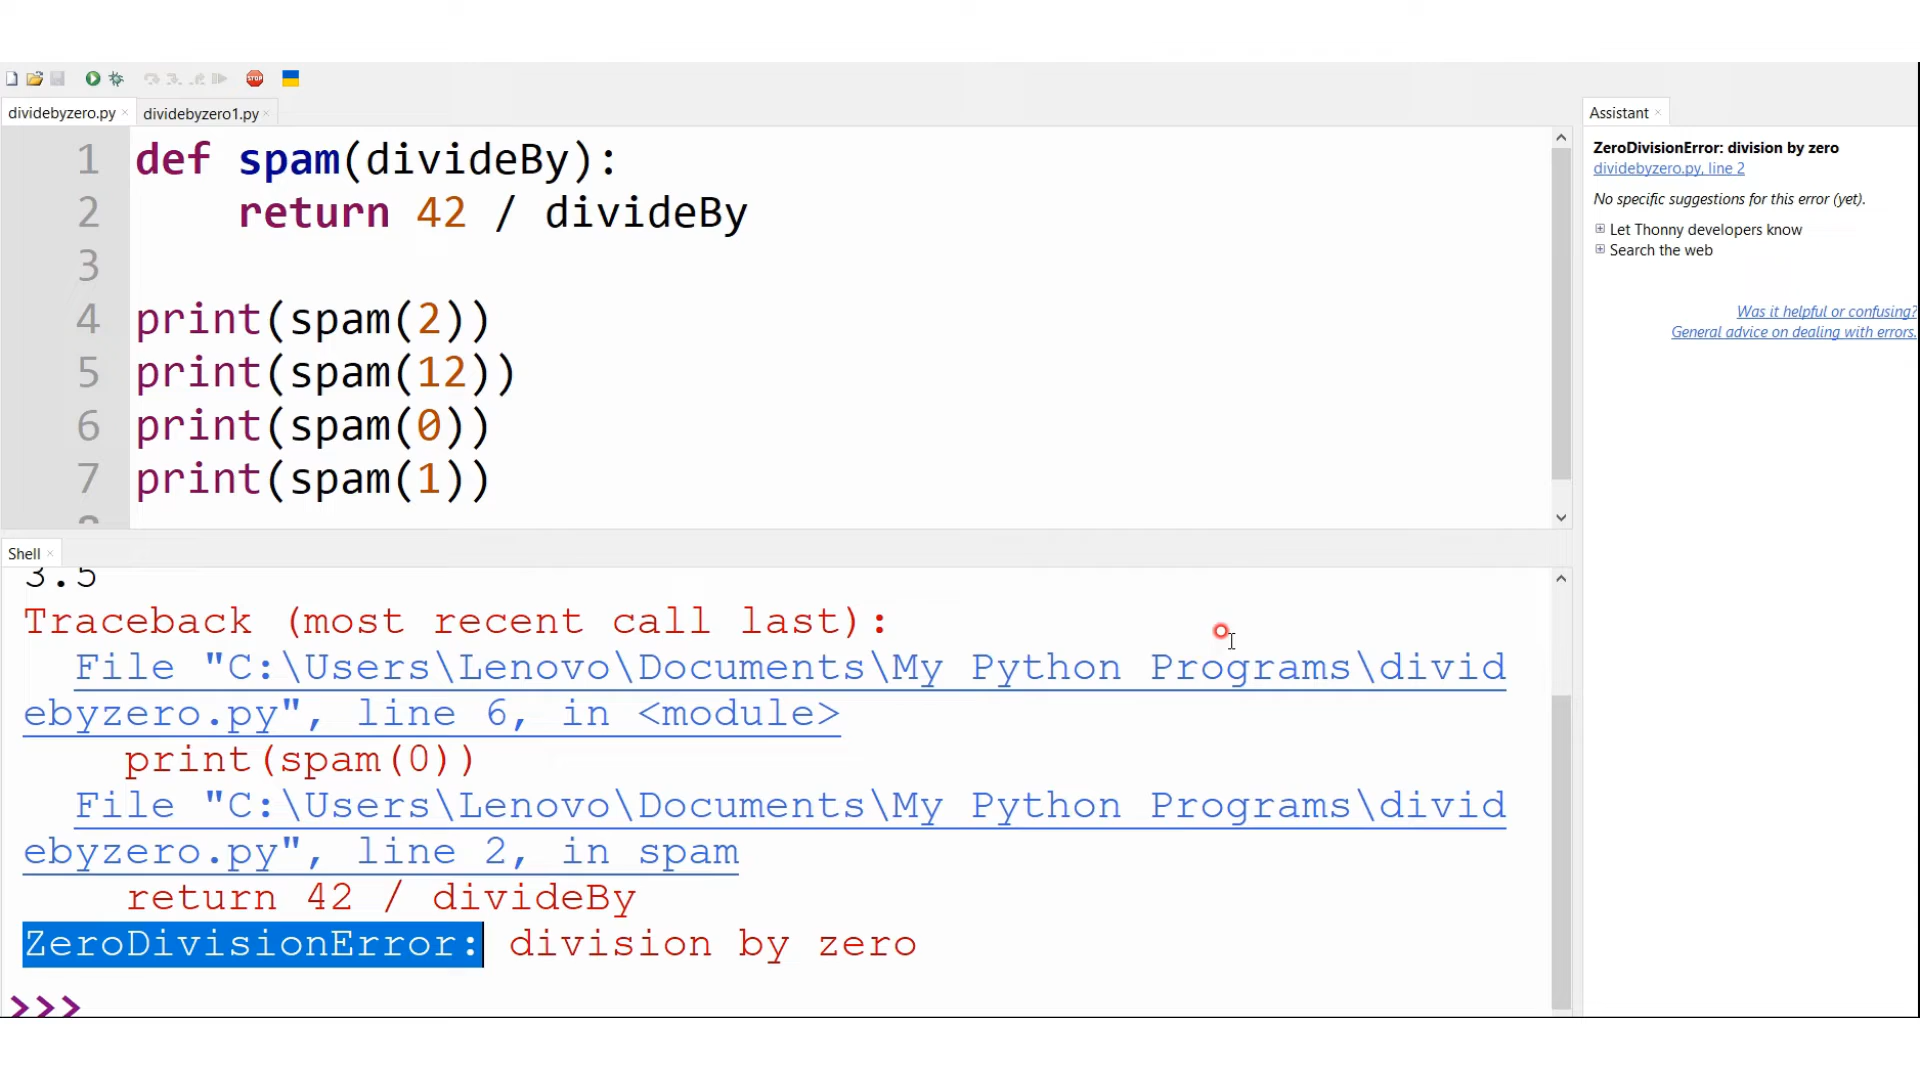 STOP
dividebyzero.py × dividebyzero1.py ×
1 def spam(divideBy):
2 return 42 / divideBy
3
4 print(spam(2))
5 print(spam(12))
6 print(spam(0))
7 print(spam(1))
Shell ×
3.5
Traceback (most recent call last):
File "C:\Users\Lenovo\Documents\My Python Programs\divid
ebyzero.py", line 6, in <module>
print(spam(0))
File "C:\Users\Lenovo\Documents\My Python Programs\divid
ebyzero.py", line 2, in spam
return 42 / divideBy
ZeroDivisionError: division by zero
>>>
Assistant ×
ZeroDivisionError: division by zero
dividebyzero.py, line 2
No specific suggestions for this error (yet).
Let Thonny developers know
Search the web
Was it helpful or confusing?
General advice on dealing with errors.